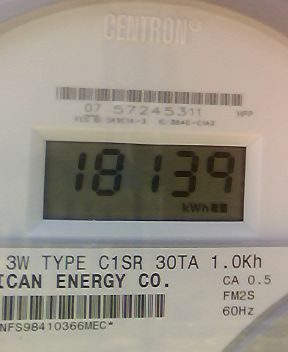 CENTRON®
07 57245311 HPP
18139
kWh
3W TYPE C1SR 30TA 1.0Kh
ICAN ENERGY CO. CA 0.5
FM2S
60Hz
NFS98410366MEC*